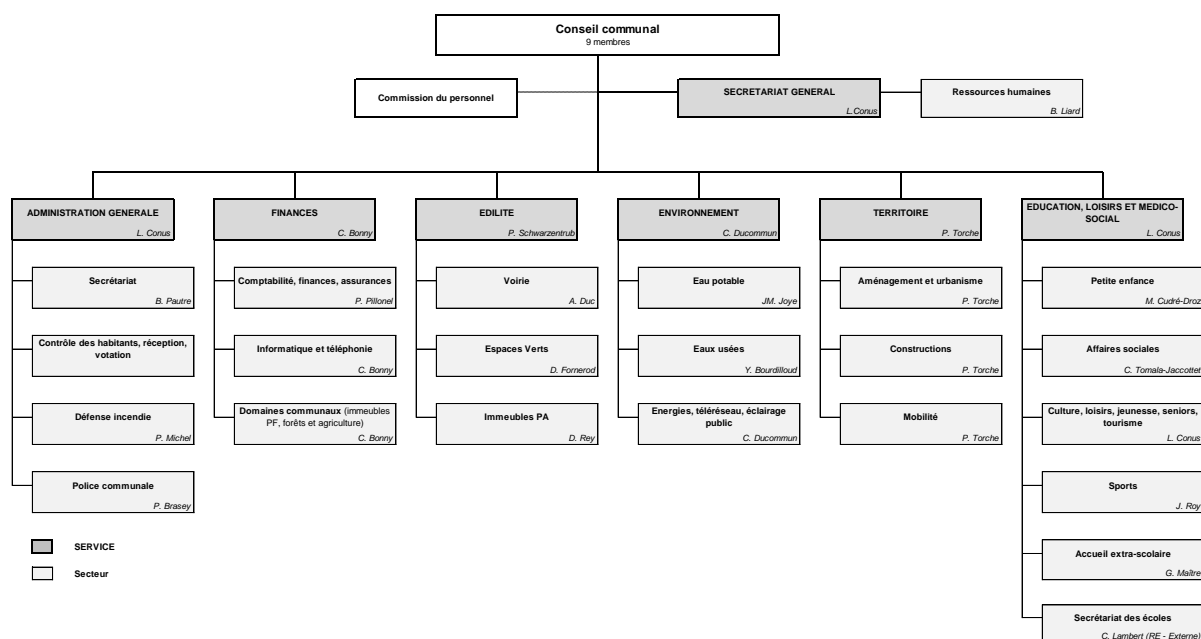 Conseil communal
9 membres
Commission du personnel
SECRETARIAT GENERAL
L.Conus
Ressources humaines
B. Liard
ADMINISTRATION GENERALE
L. Conus
Secrétariat
B. Pautre
Contrôle des habitants, réception,
votation
Défense incendie
P. Michel
Police communale
P. Brasey
FINANCES
C. Bonny
Comptabilité, finances, assurances
P. Pillonel
Informatique et téléphonie
C. Bonny
Domaines communaux (immeubles
PF, forêts et agriculture)
C. Bonny
EDILITE
P. Schwarzentrub
Voirie
A. Duc
Espaces Verts
D. Fornerod
Immeubles PA
D. Rey
ENVIRONNEMENT
C. Ducommun
Eau potable
JM. Joye
Eaux usées
Y. Bourdilloud
Energies, téléréseau, éclairage
public
C. Ducommun
TERRITOIRE
P. Torche
Aménagement et urbanisme
P. Torche
Constructions
P. Torche
Mobilité
P. Torche
EDUCATION, LOISIRS ET MEDICO-
SOCIAL
L. Conus
Petite enfance
M. Cudré-Droz
Affaires sociales
C. Tomala-Jaccottet
Culture, loisirs, jeunesse, seniors,
tourisme
L. Conus
Sports
J. Roy
Accueil extra-scolaire
G. Maître
Secrétariat des écoles
C. Lambert (RE - Externe)
SERVICE
Secteur